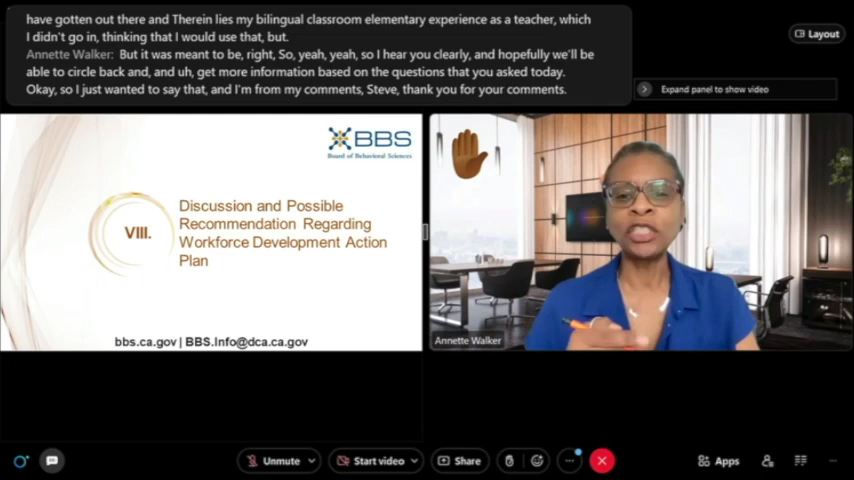 have gotten out there and Therein lies my bilingual classroom elementary experience as a teacher, which
I didn't go in, thinking that I would use that, but.
Annette Walker: But it was meant to be, right, So, yeah, yeah, so I hear you clearly, and hopefully we'll be
able to circle back and, and uh, get more information based on the questions that you asked today.
Okay, so I just wanted to say that, and I'm from my comments, Steve, thank you for your comments.
Layout
Expand panel to show video
BBS
Board of Behavioral Sciences
VIII.
Discussion and Possible
Recommendation Regarding
Workforce Development Action
Plan
bbs.ca.gov | BBS.Info@dca.ca.gov
Annette Walker
Unmute
Start video
Share
Apps